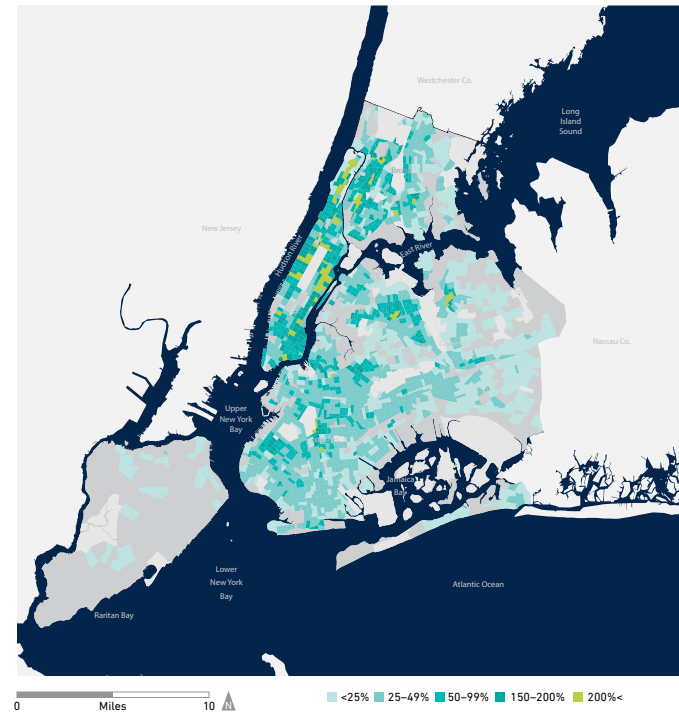 Westchester Co.
Long
Island
Sound
Bro
New Jersey
Hudson River
East River
Nassau Co.
Upper
New York
Bay
Jamaica
Bay
Lower
New York
Bay
Atlantic Ocean
Raritan Bay
0 Miles 10 N
<25% 25–49% 50–99% 150–200% 200%<